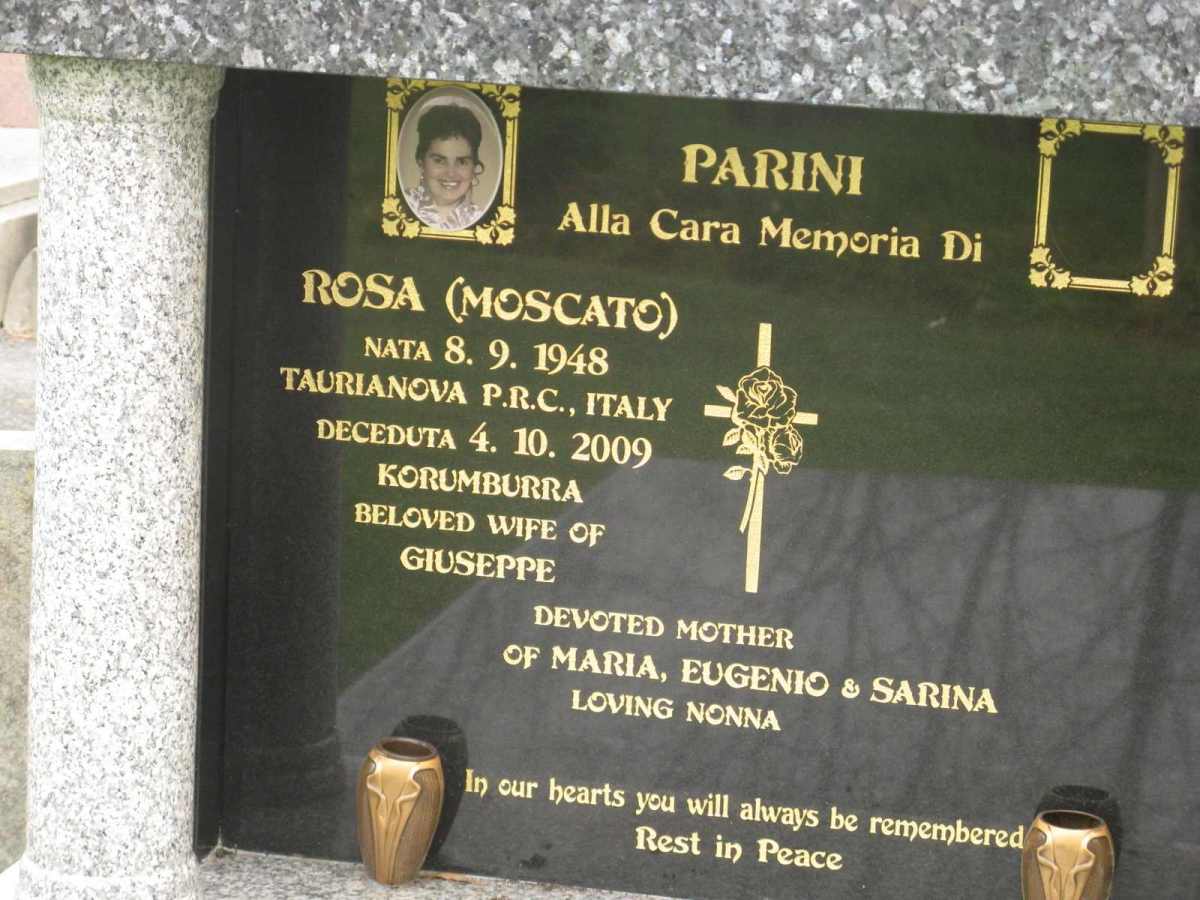 PARINI
Alla Cara Memoria Di
ROSA (MOSCATO)
NATA 8. 9. 1948
TAURIANOVA P.R.C., ITALY
DECEDUTA 4. 10. 2009
KORUMBURRA
BELOVED WIFE OF
GIUSEPPE
DEVOTED MOTHER
OF MARIA, EUGENIO & SARINA
LOVING NONNA
In our hearts you will always be remembered
Rest in Peace